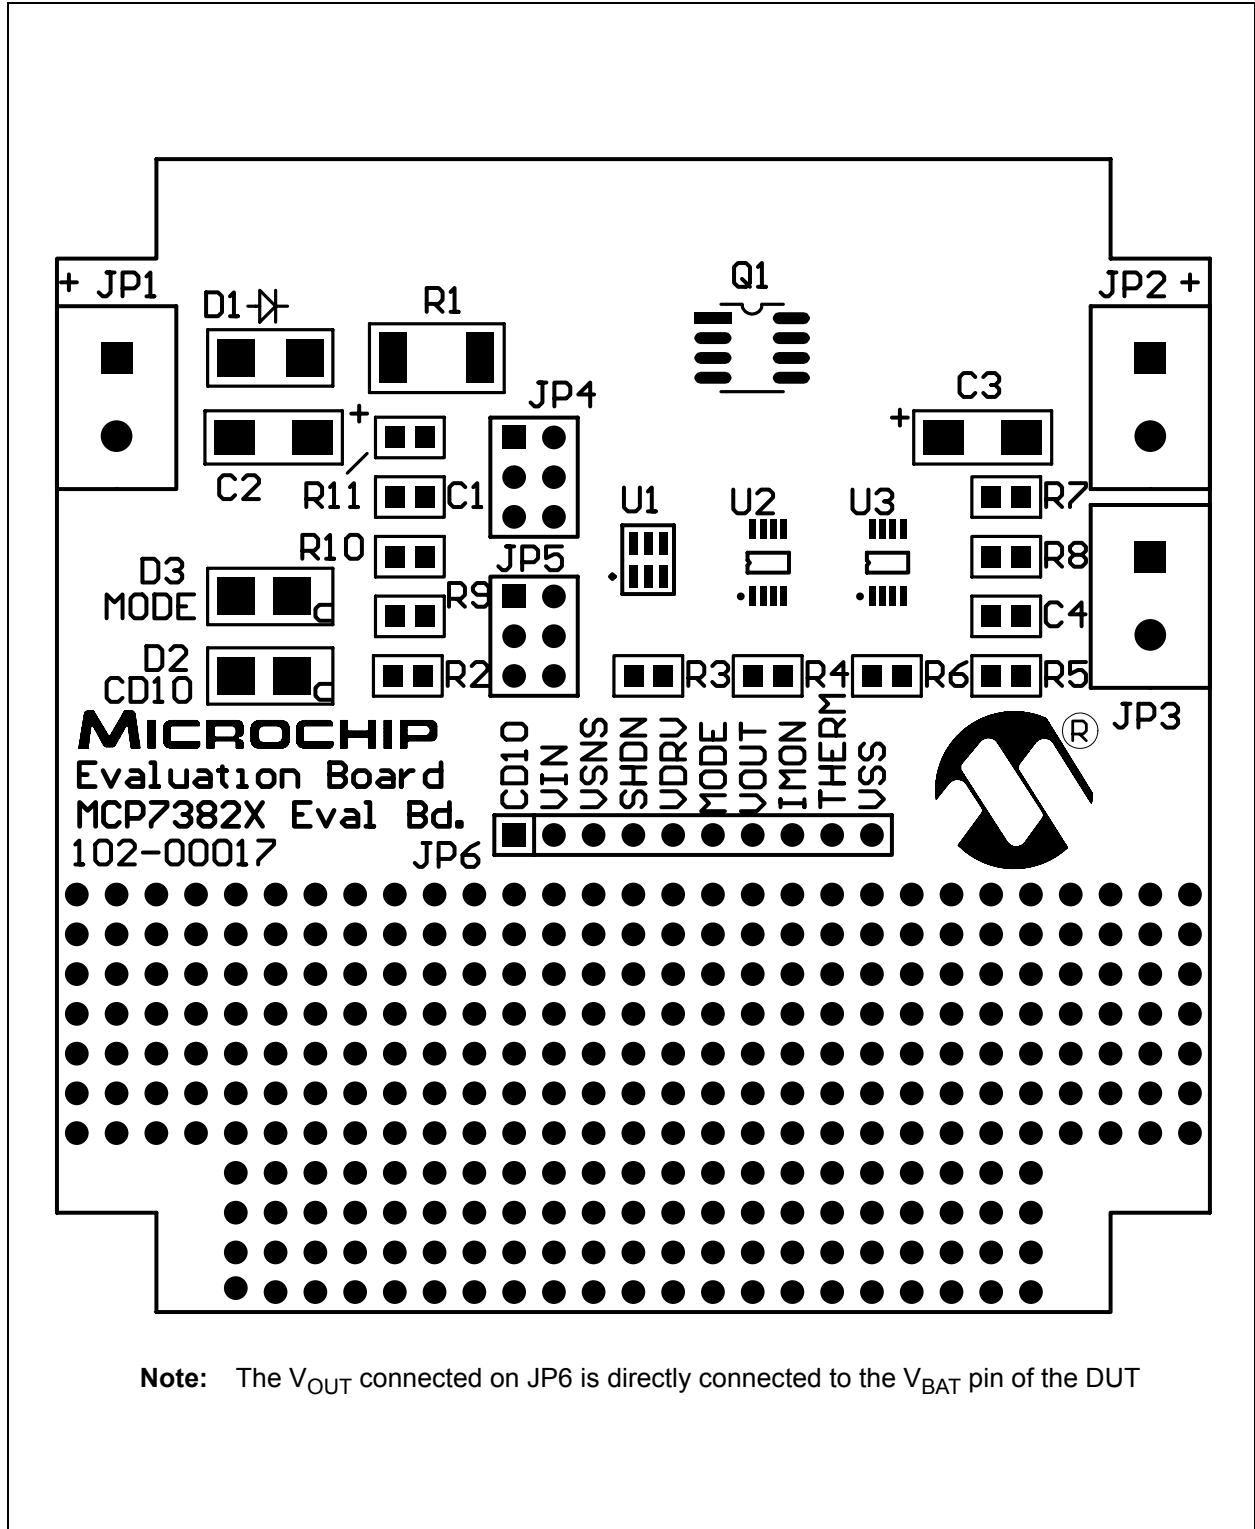 + JP1
D1
R1
Q1
JP2 +
JP4
C3
+
+
C2
R11
C1
U1
U2
U3
R7
R10
JP5
R8
D3
MODE
R9
C4
D2
CD10
R2
R3
R4
R6
R5
JP3
MICROCHIP
®
Evaluation Board
MCP7382X Eval Bd.
102-00017
JP6
CD10
VIN
VSNS
SHDN
VDRV
MODE
VOUT
IMON
THERM
VSS
Note: The VOUT connected on JP6 is directly connected to the VBAT pin of the DUT